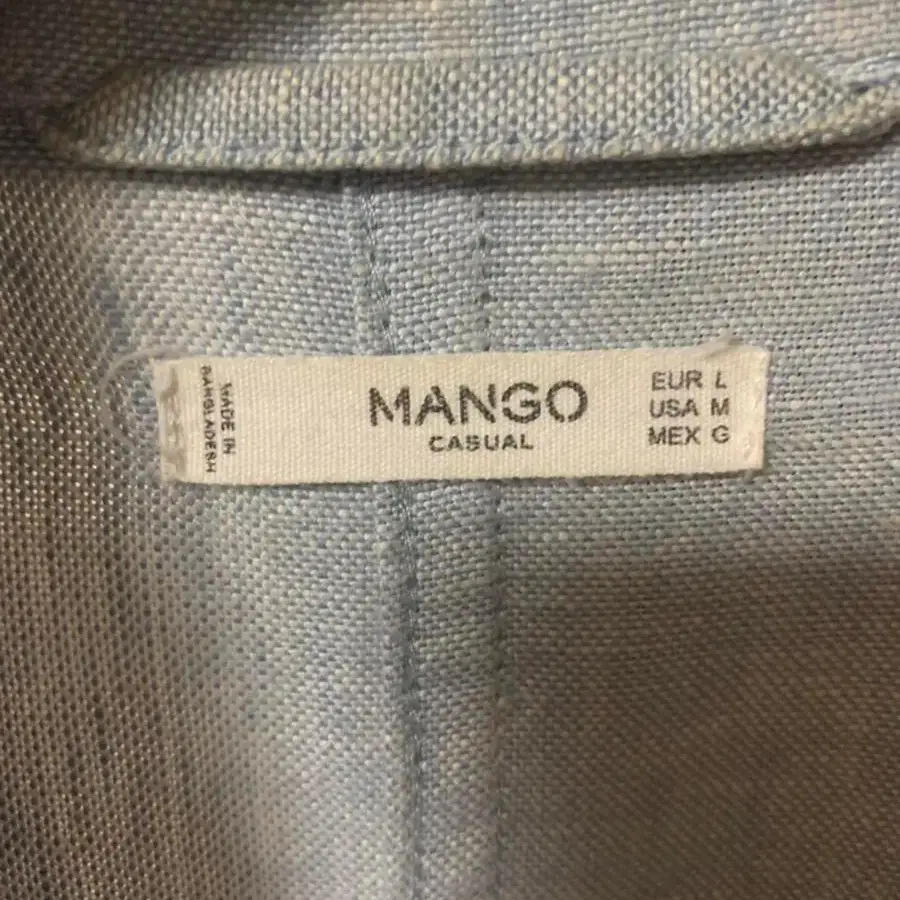 MADE IN
BANGLADESH
MANGO
CASUAL
EUR L
USA M
MEX G